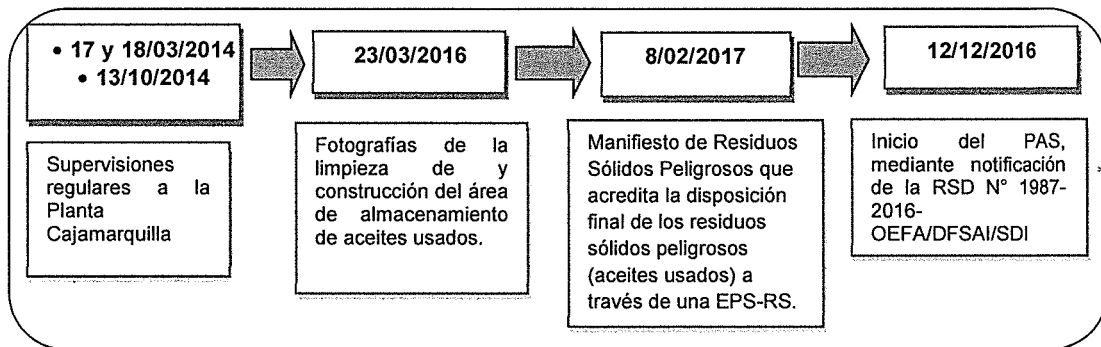 • 17 y 18/03/2014
• 13/10/2014
Supervisiones
regulares a la
Planta
Cajamarquilla
23/03/2016
Fotografías de la
limpieza de y
construcción del área
de almacenamiento
de aceites usados.
8/02/2017
Manifiesto de Residuos
Sólidos Peligrosos que
acredita la disposición
final de los residuos
sólidos peligrosos
(aceites usados) a
través de una EPS-RS.
12/12/2016
Inicio del PAS,
mediante notificación
de la RSD N° 1987-
2016-
OEFA/DFSAI/SDI